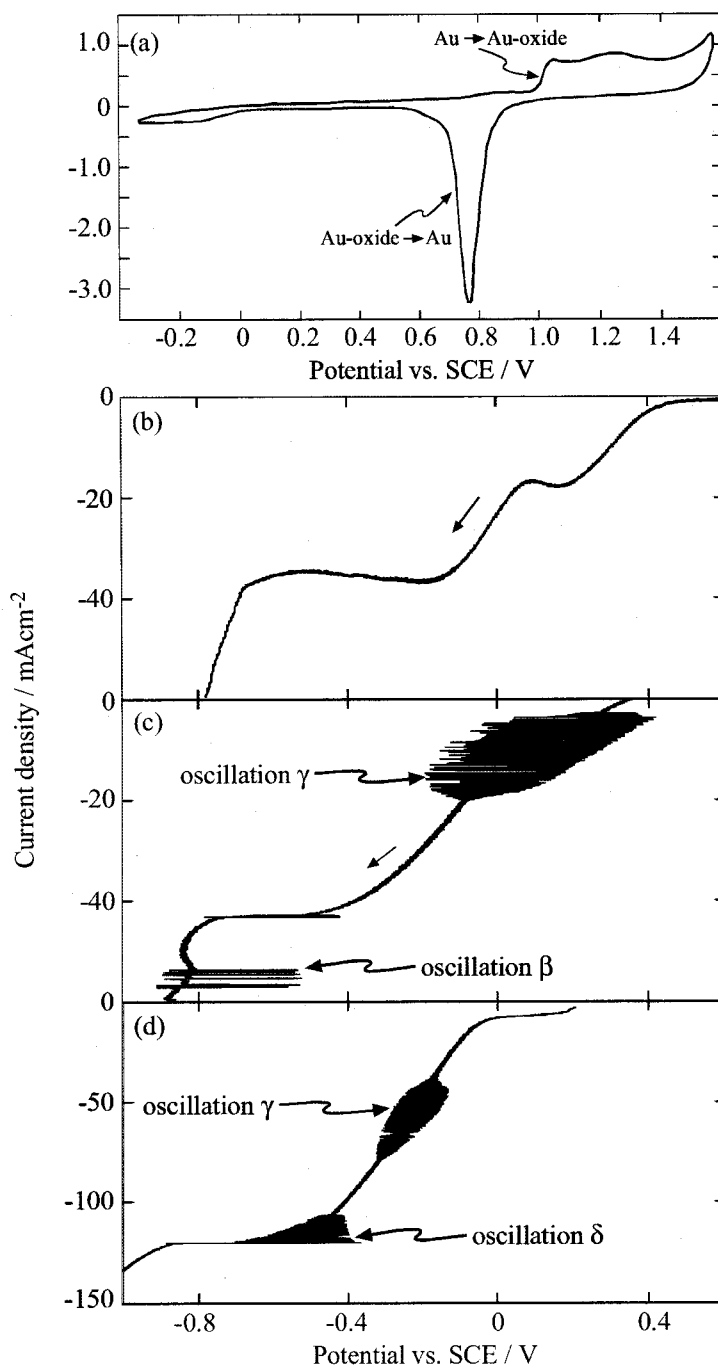 (a)
Au→Au-oxide
Au-oxide→Au
1.0
0
-1.0
-2.0
-3.0
-0.2 0 0.2 0.4 0.6 0.8 1.0 1.2 1.4
Potential vs. SCE / V
(b)
0
-20
-40
Current density / mAcm-2
(c)
0
oscillation γ
-20
-40
oscillation β
0
(d)
oscillation γ
-50
-100
oscillation δ
-150
-0.8 -0.4 0 0.4
Potential vs. SCE / V